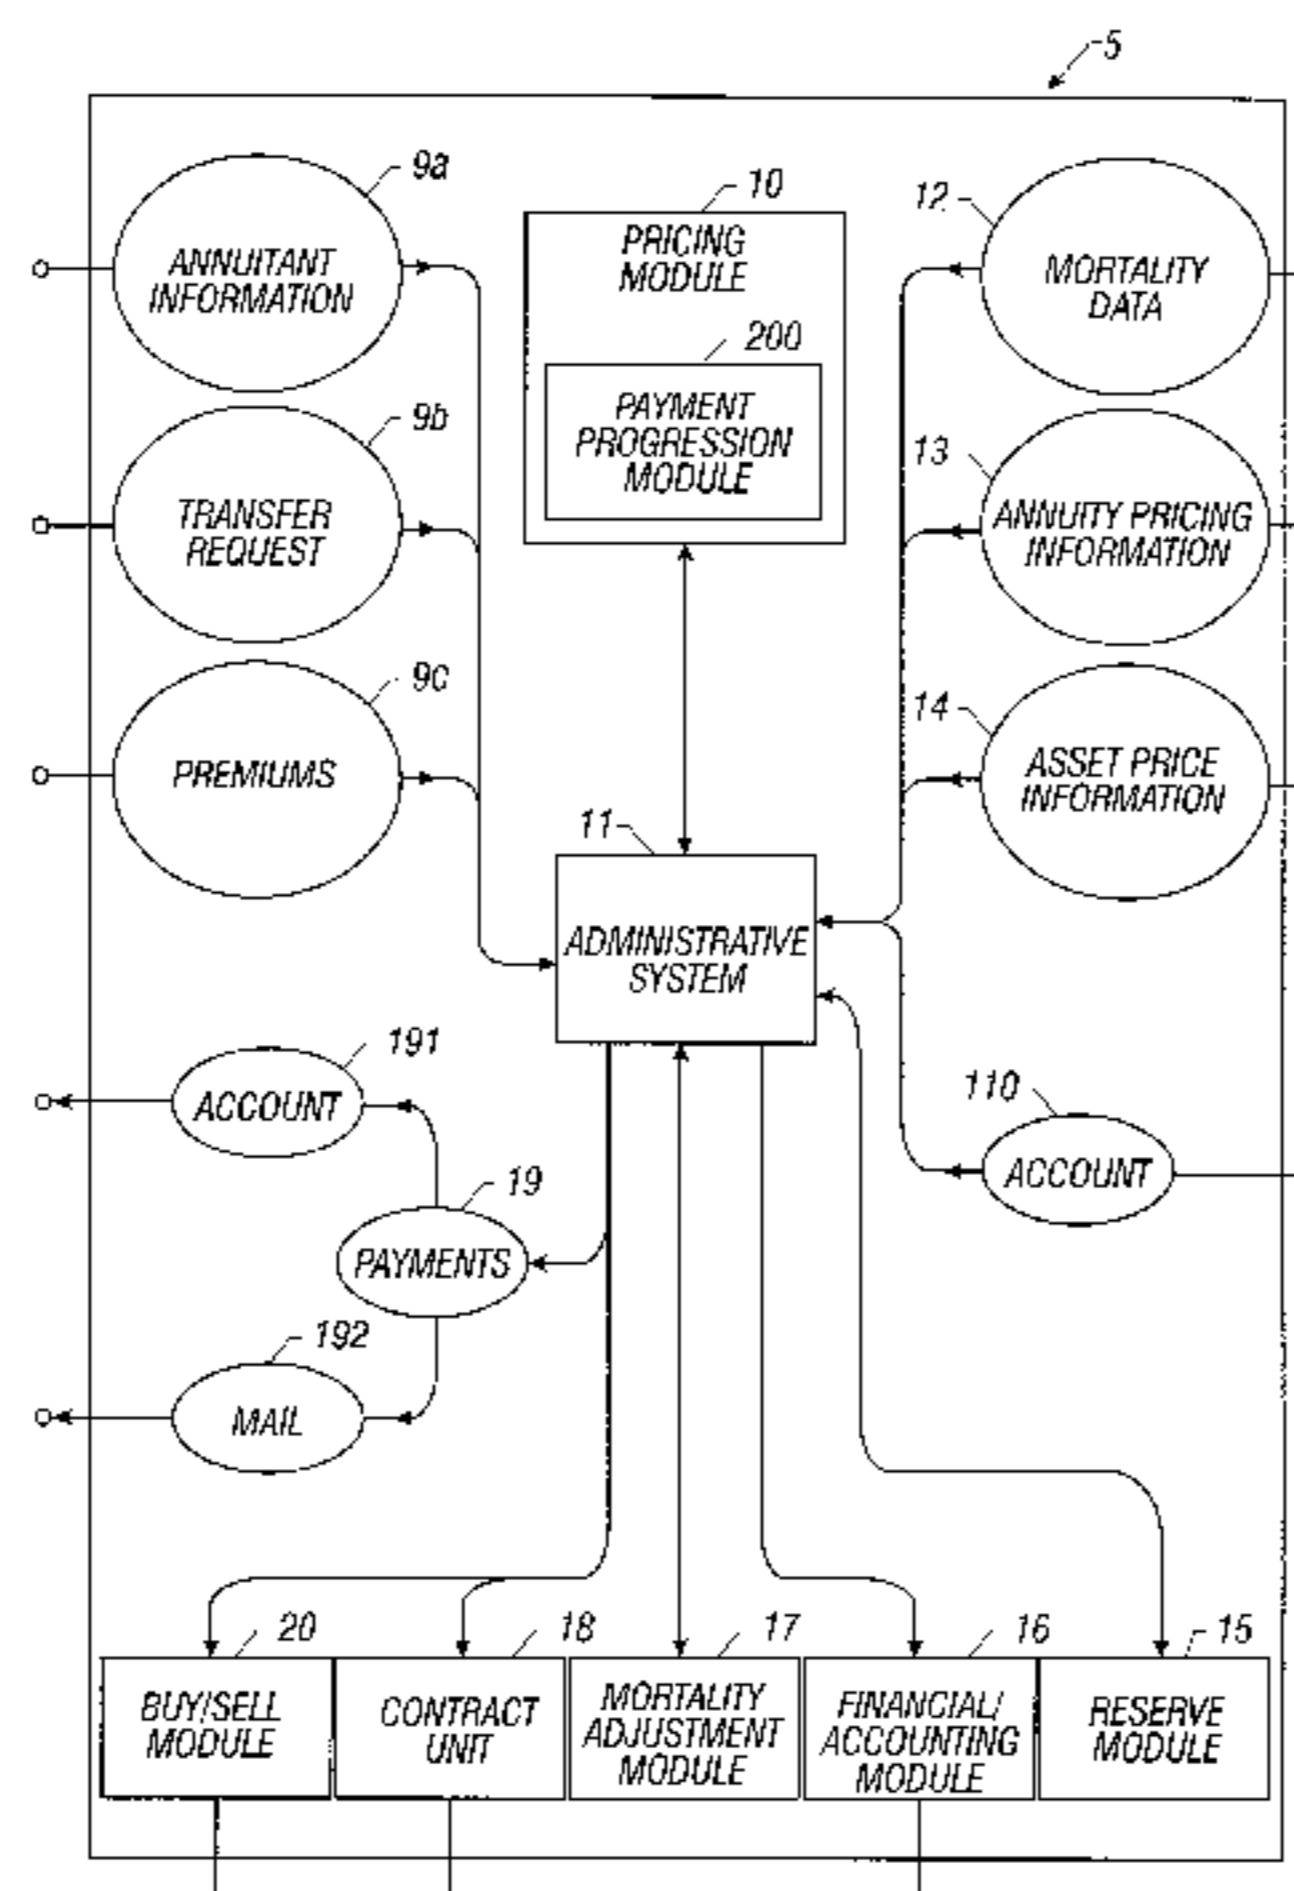 5
9a
ANNUITANT
INFORMATION
10
PRICING
MODULE
200
PAYMENT
PROGRESSION
MODULE
12
MORTALITY
DATA
9b
TRANSFER
REQUEST
13
ANNUITY PRICING
INFORMATION
9c
PREMIUMS
14
ASSET PRICE
INFORMATION
11
ADMINISTRATIVE
SYSTEM
191
ACCOUNT
110
ACCOUNT
19
PAYMENTS
192
MAIL
20
BUY/SELL
MODULE
18
CONTRACT
UNIT
17
MORTALITY
ADJUSTMENT
MODULE
16
FINANCIAL/
ACCOUNTING
MODULE
15
RESERVE
MODULE